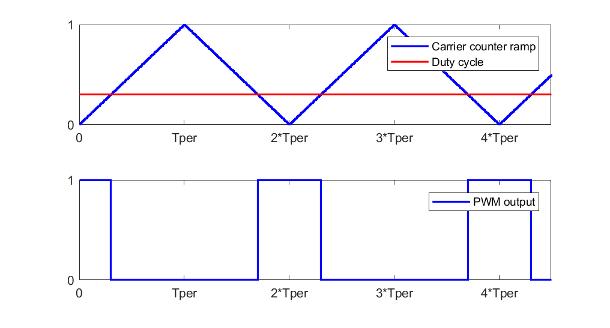 1
Carrier counter ramp
Duty cycle
0
0 Tper 2*Tper 3*Tper 4*Tper
1
PWM output
0
0 Tper 2*Tper 3*Tper 4*Tper